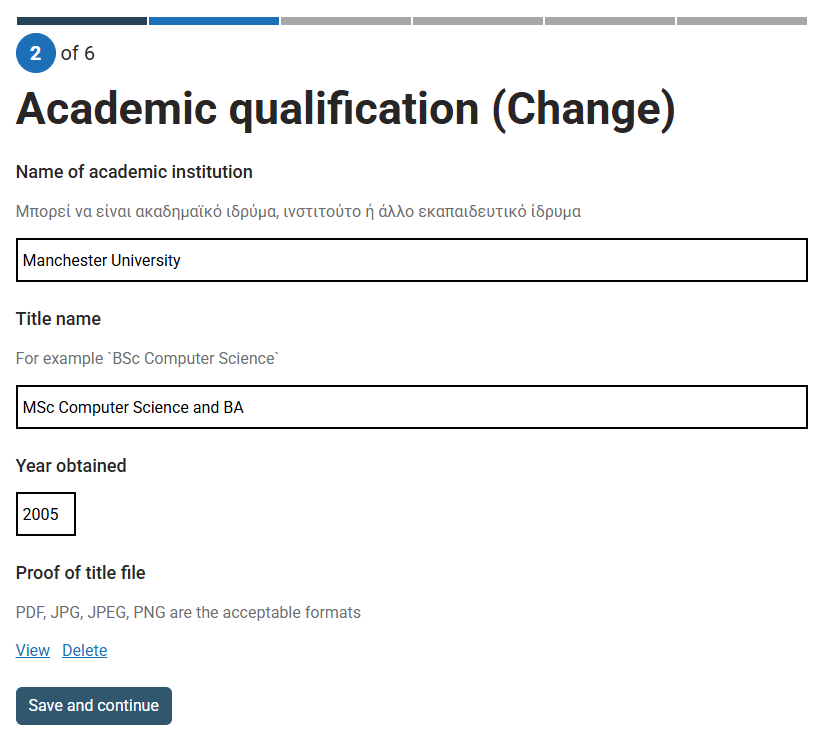 2 of 6
Academic qualification (Change)
Name of academic institution
Μπορεί να είναι ακαδημαϊκό ιδρύμα, ινστιτούτο ή άλλο εκαπαιδευτικό ίδρυμα
Manchester University
Title name
For example `BSc Computer Science`
MSc Computer Science and BA
Year obtained
2005
Proof of title file
PDF, JPG, JPEG, PNG are the acceptable formats
View Delete
Save and continue